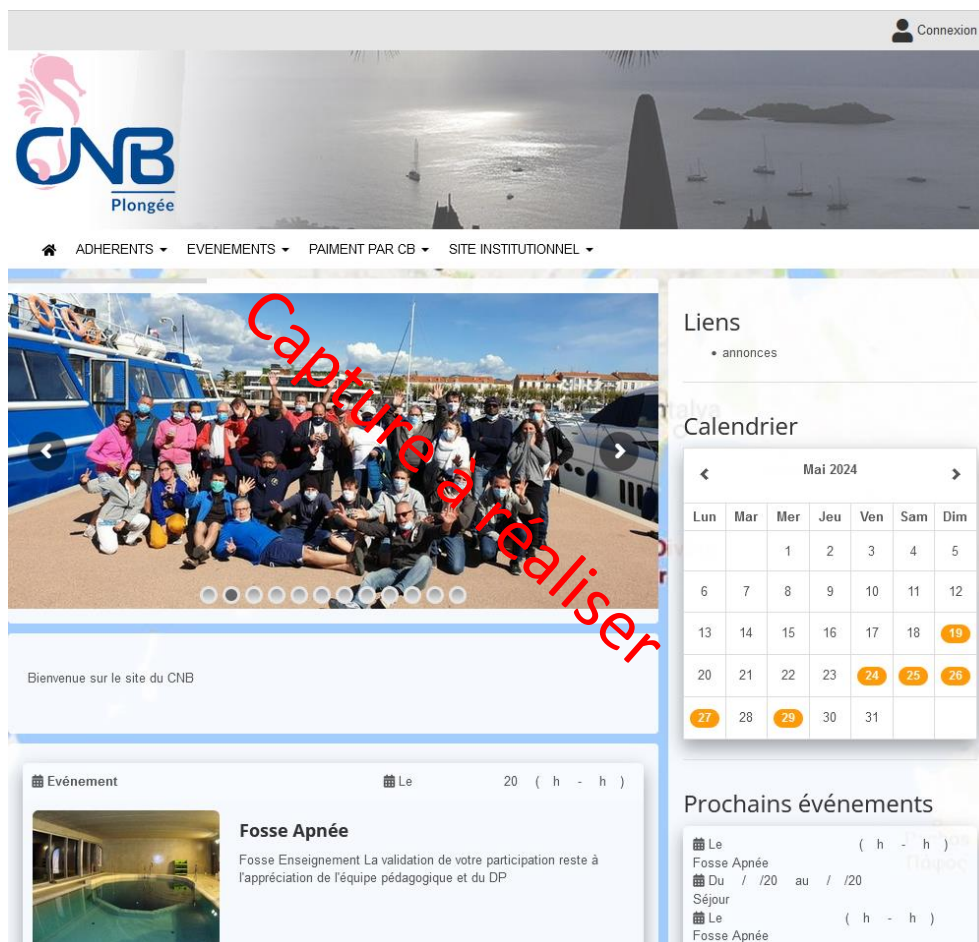 Connexion
CNB
Plongée
ADHERENTS
EVENEMENTS
PAIMENT PAR CB
SITE INSTITUTIONNEL
Capture à réaliser
Bienvenue sur le site du CNB
Evénement
Le 20 ( h - h )
Fosse Apnée
Fosse Enseignement La validation de votre participation reste à
l'appréciation de l'équipe pédagogique et du DP
Liens
• annonces
Calendrier
Mai 2024
Lun Mar Mer Jeu Ven Sam Dim
1 2 3 4 5
6 7 8 9 10 11 12
13 14 15 16 17 18 19
20 21 22 23 24 25 26
27 28 29 30 31
Prochains événements
Le ( h - h )
Fosse Apnée
Du / /20 au / /20
Séjour
Le ( h - h )
Fosse Apnée